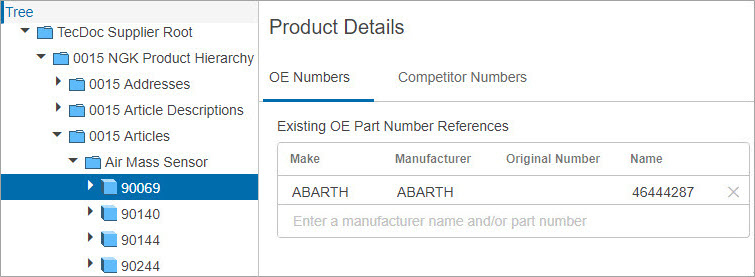 Tree
TecDoc Supplier Root
0015 NGK Product Hierarchy
0015 Addresses
0015 Article Descriptions
0015 Articles
Air Mass Sensor
90069
90140
90144
90244
Product Details
OE Numbers Competitor Numbers
Existing OE Part Number References
Make Manufacturer Original Number Name
ABARTH ABARTH 46444287
Enter a manufacturer name and/or part number